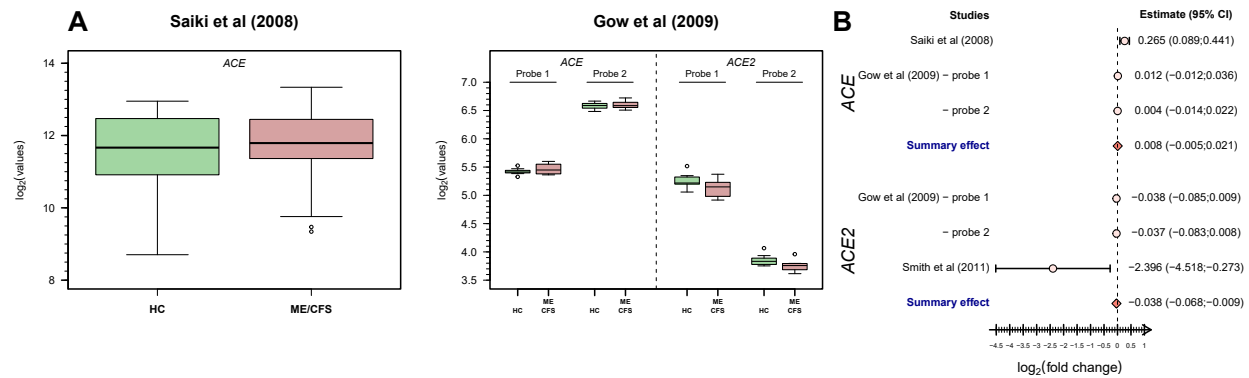 A
Saiki et al (2008)
ACE
log2(values)
14
12
10
8
HC
ME/CFS
Gow et al (2009)
ACE
ACE2
Probe 1
Probe 2
Probe 1
Probe 2
log2(values)
7.0
6.5
6.0
5.5
5.0
4.5
4.0
3.5
HC
ME
CFS
HC
ME
CFS
HC
ME
CFS
HC
ME
CFS
B
Studies
Estimate (95% CI)
ACE
Saiki et al (2008)
0.265 (0.089;0.441)
Gow et al (2009) − probe 1
0.012 (−0.012;0.036)
− probe 2
0.004 (−0.014;0.022)
Summary effect
0.008 (−0.005;0.021)
ACE2
Gow et al (2009) − probe 1
−0.038 (−0.085;0.009)
− probe 2
−0.037 (−0.083;0.008)
Smith et al (2011)
−2.396 (−4.518;−0.273)
Summary effect
−0.038 (−0.068;−0.009)
−4.5 −4 −3.5 −3 −2.5 −2 −1.5 −1 −0.5 0 0.5 1
log2(fold change)